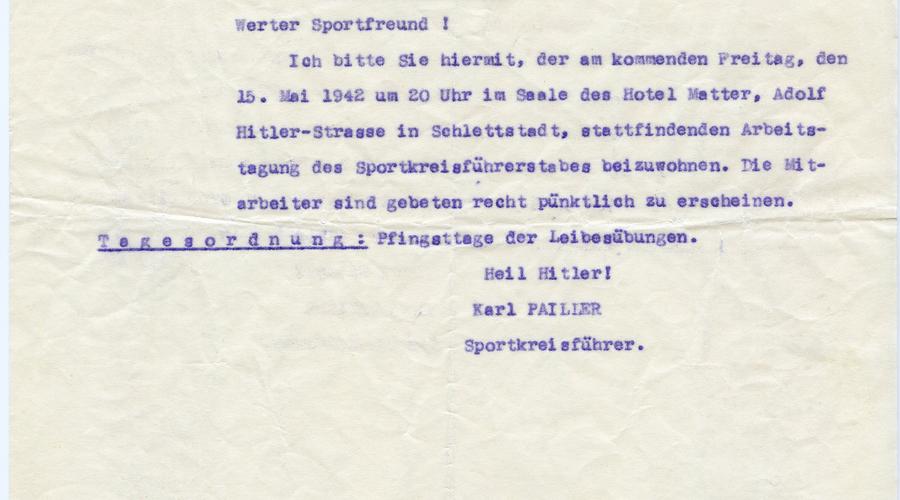 Werter Sportfreund !
Ich bitte Sie hiermit, der am kommenden Freitag, den
15. Mai 1942 um 20 Uhr im Saale des Hotel Matter, Adolf
Hitler-Strasse in Schlettstadt, stattfindenden Arbeits-
tagung des Sportkreisführerstabes beizuwohnen. Die Mit-
arbeiter sind gebeten recht pünktlich zu erscheinen.
T a g e s o r d n u n g : Pfingsttage der Leibesübungen.
Heil Hitler!
Karl PAILLER
Sportkreisführer.